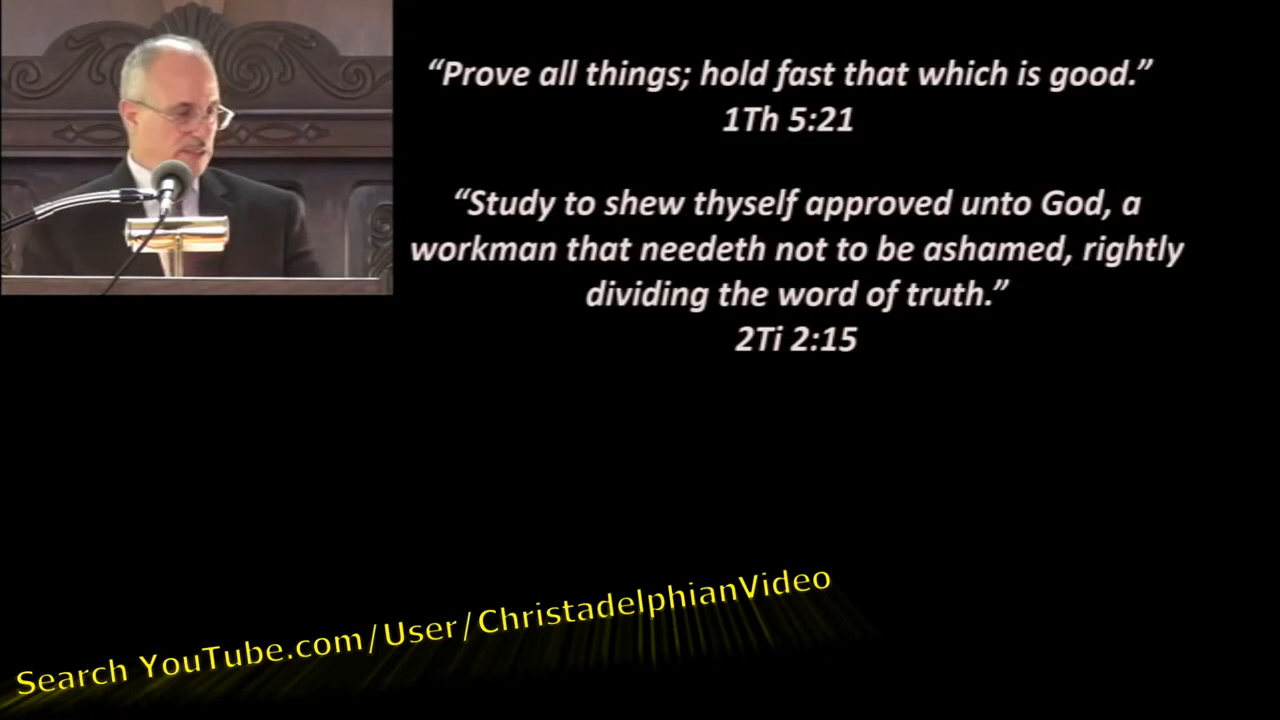 “Prove all things; hold fast that which is good.”
1Th 5:21
“Study to shew thyself approved unto God, a
workman that needeth not to be ashamed, rightly
dividing the word of truth.”
2Ti 2:15
Search YouTube.com/User/ChristadelphianVideo